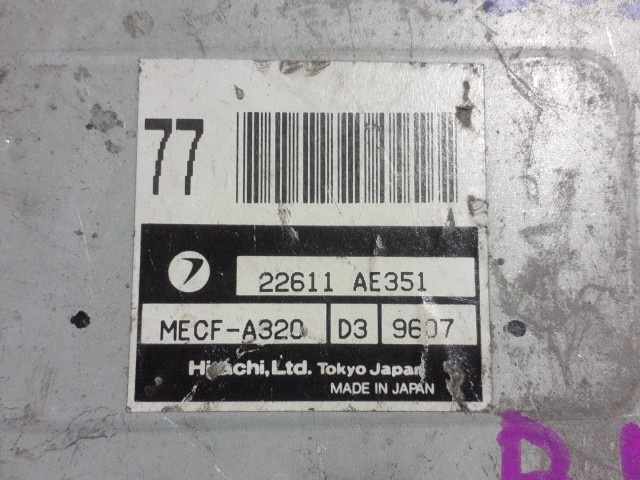 77
22611 AE351
MECF-A320 D3 9607
Hitachi, Ltd. Tokyo Japan
MADE IN JAPAN